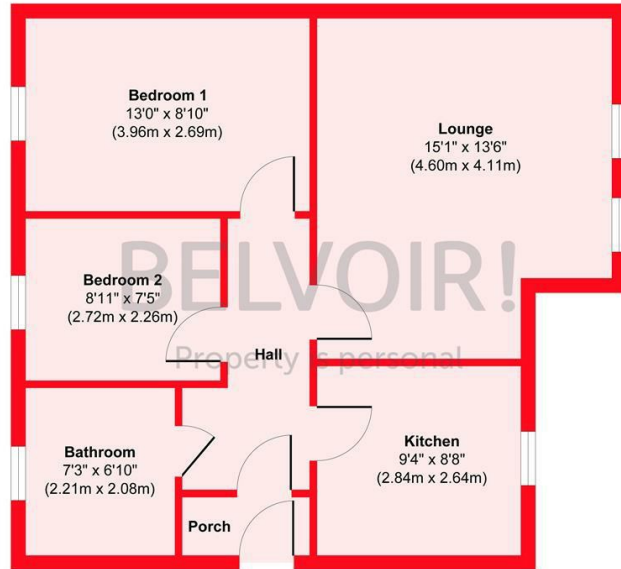 Bedroom 1
13'0" x 8'10"
(3.96m x 2.69m)
Lounge
15'1" x 13'6"
(4.60m x 4.11m)
BELVOIR!
Property is personal
Bedroom 2
8'11" x 7'5"
(2.72m x 2.26m)
Hall
Bathroom
7'3" x 6'10"
(2.21m x 2.08m)
Kitchen
9'4" x 8'8"
(2.84m x 2.64m)
Porch